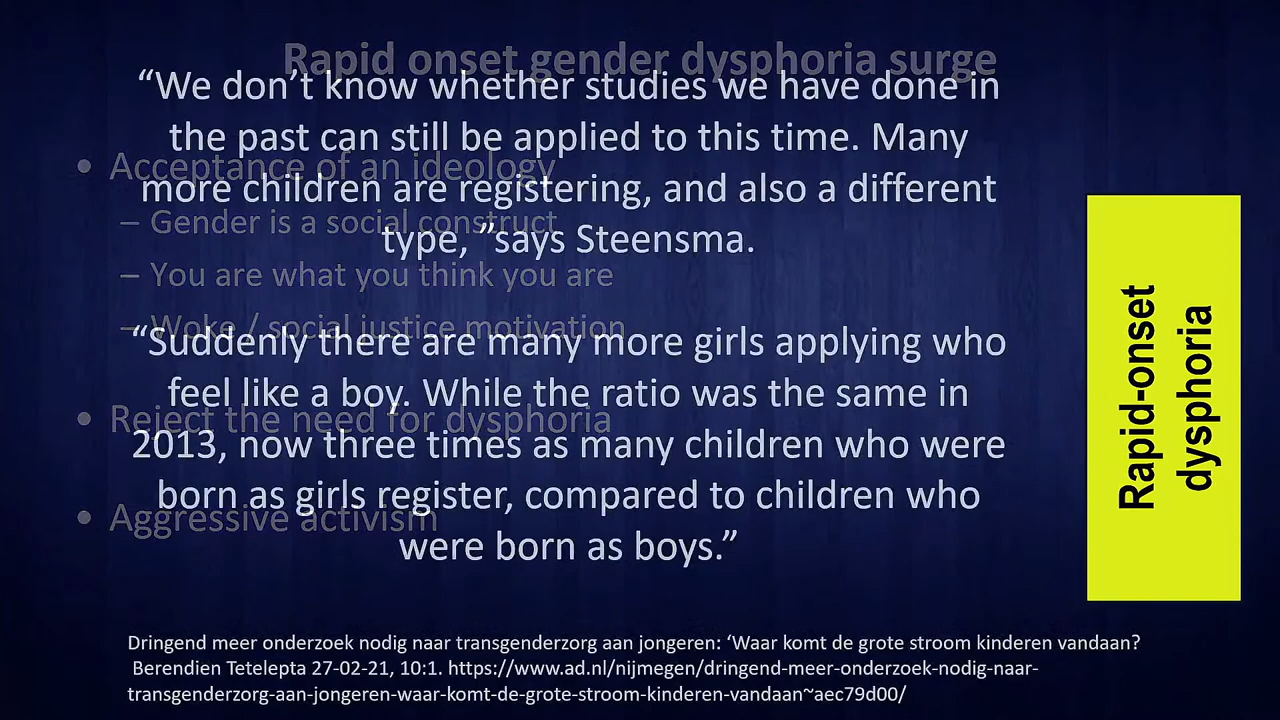 Rapid onset gender dysphoria surge
“We don’t know whether studies we have done in
the past can still be applied to this time. Many
more children are registering, and also a different
type, ”says Steensma.
“Suddenly there are many more girls applying who
feel like a boy. While the ratio was the same in
2013, now three times as many children who were
born as girls register, compared to children who
were born as boys.”
• Acceptance of an ideology
– Gender is a social construct
– You are what you think you are
– Woke / social justice motivation
• Reject the need for dysphoria
• Aggressive activism
Rapid-onset
dysphoria
Dringend meer onderzoek nodig naar transgenderzorg aan jongeren: ‘Waar komt de grote stroom kinderen vandaan?
Berendien Tetelepta 27-02-21, 10:1. https://www.ad.nl/nijmegen/dringend-meer-onderzoek-nodig-naar-
transgenderzorg-aan-jongeren-waar-komt-de-grote-stroom-kinderen-vandaan~aec79d00/